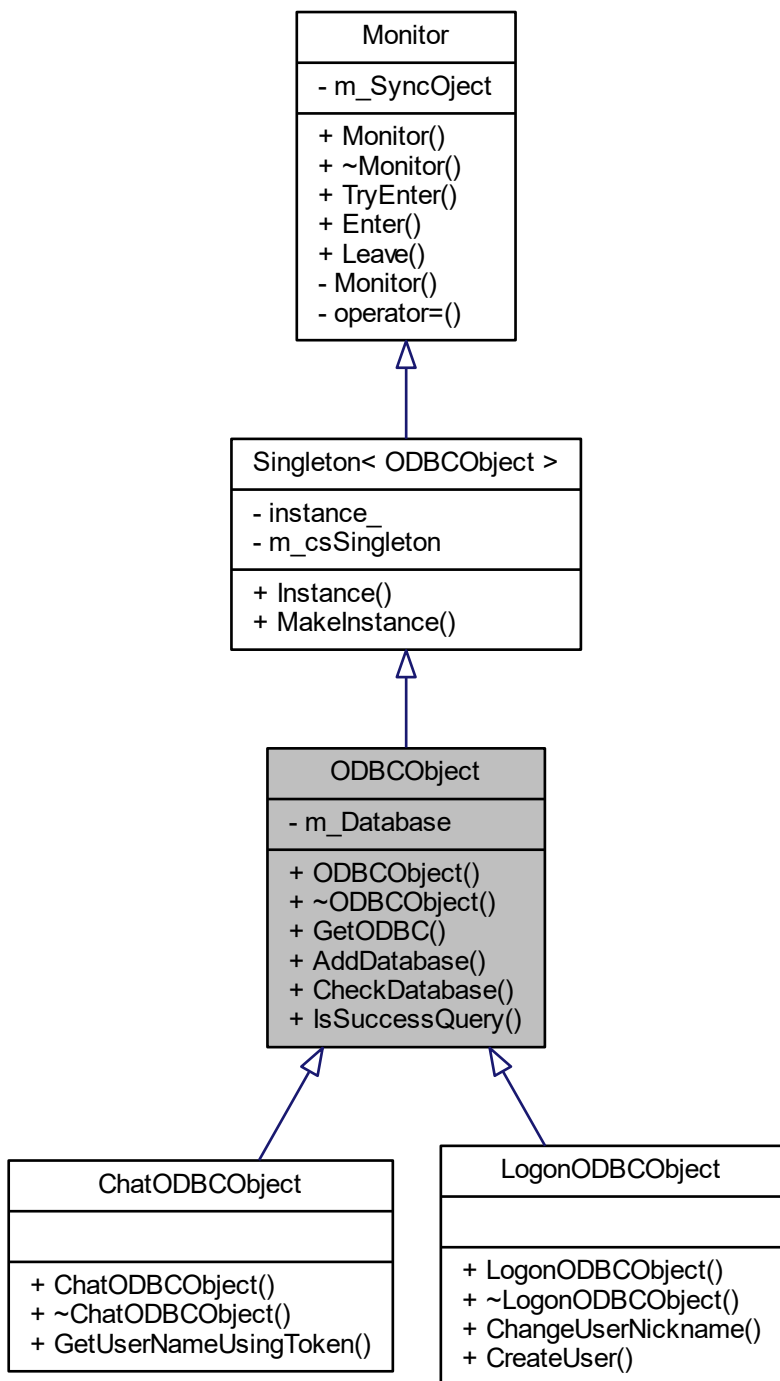 Monitor
- m_SyncOject
+ Monitor()
+ ~Monitor()
+ TryEnter()
+ Enter()
+ Leave()
- Monitor()
- operator=()
Singleton< ODBCObject >
- instance_
- m_csSingleton
+ Instance()
+ MakeInstance()
ODBCObject
- m_Database
+ ODBCObject()
+ ~ODBCObject()
+ GetODBC()
+ AddDatabase()
+ CheckDatabase()
+ IsSuccessQuery()
ChatODBCObject
+ ChatODBCObject()
+ ~ChatODBCObject()
+ GetUserNameUsingToken()
LogonODBCObject
+ LogonODBCObject()
+ ~LogonODBCObject()
+ ChangeUserNickname()
+ CreateUser()